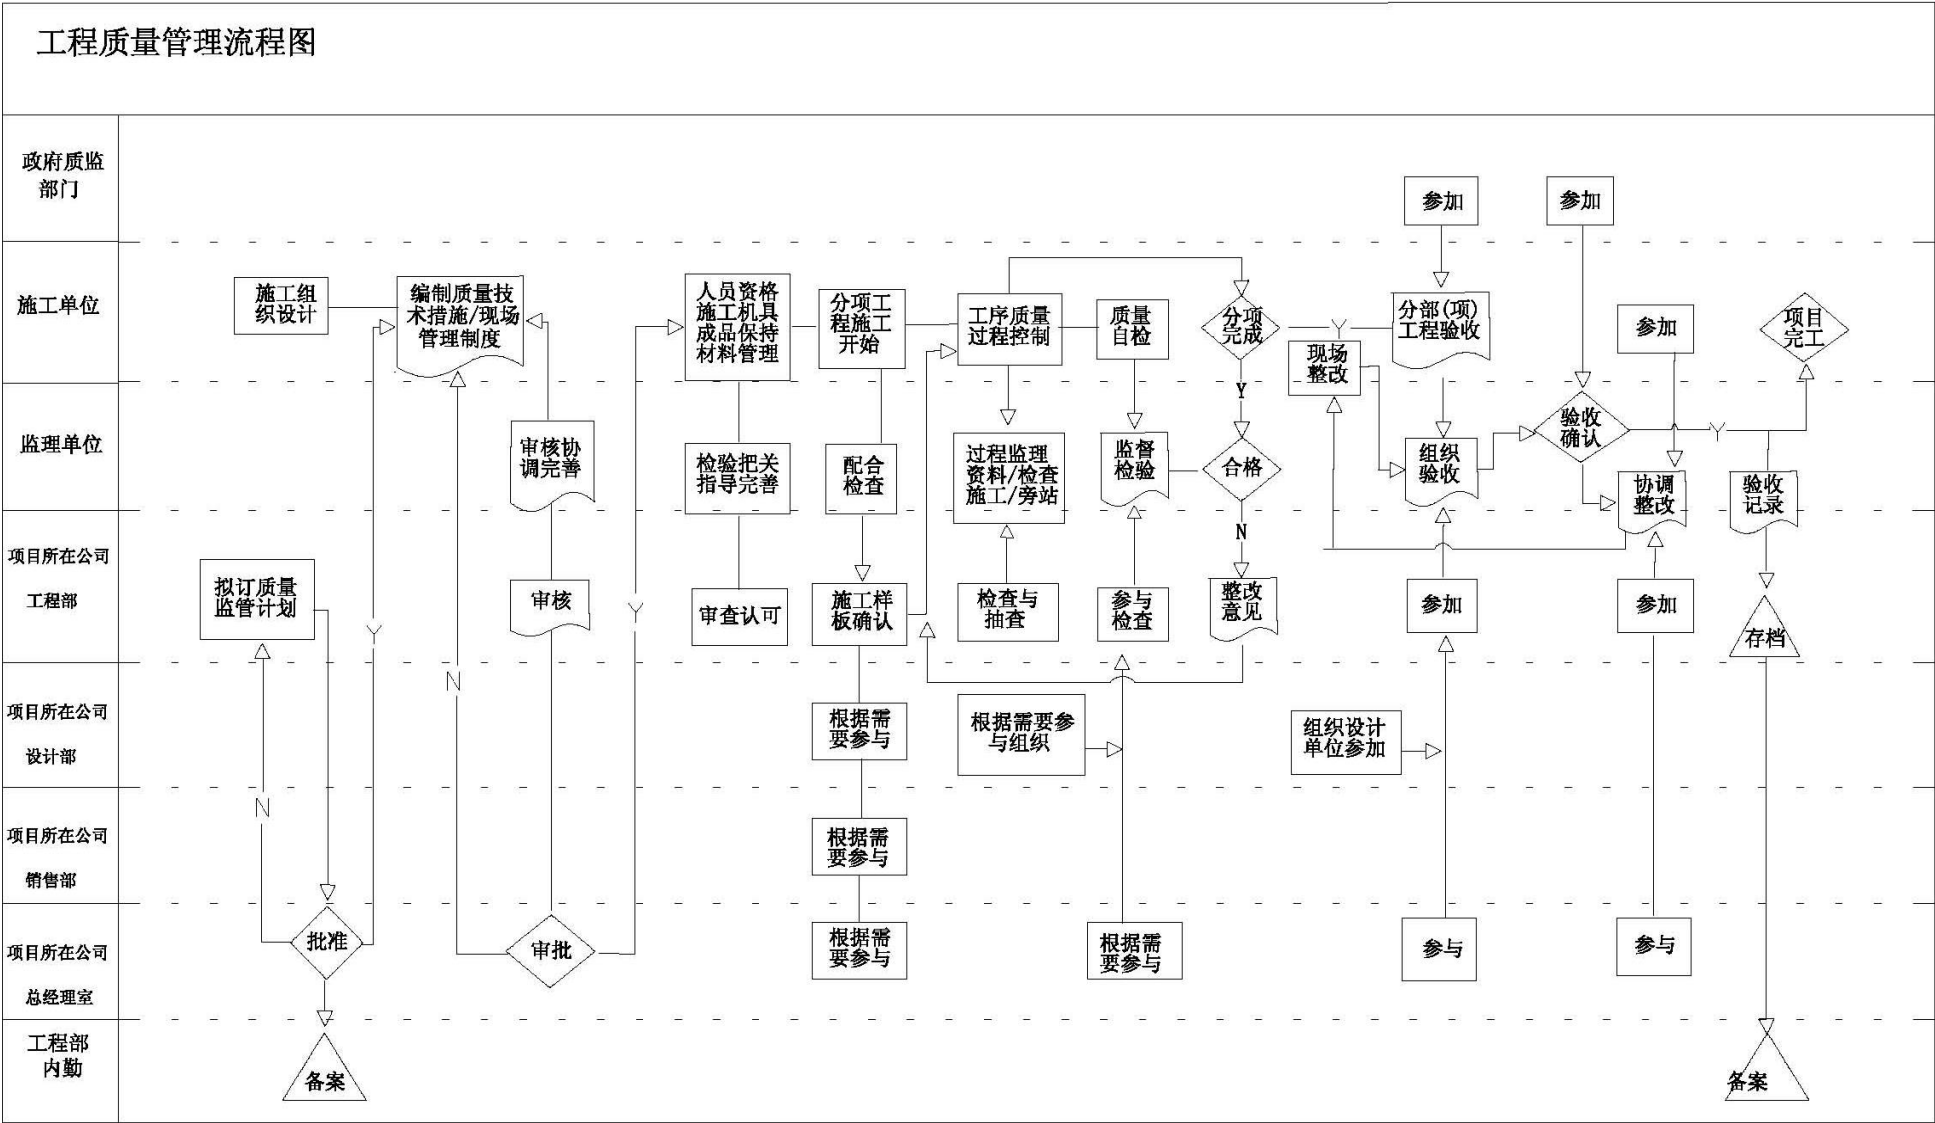 工程质量管理流程图
政府质监
部门
参加
参加
施工单位
施工组
织设计
编制质量技
术措施/现场
管理制度
人员资格
施工机具
成品保持
材料管理
分项工
程施工
开始
工序质量
过程控制
质量
自检
分项
完成
Y
现场
整改
分部(项)
工程验收
参加
项目
完工
Y
监理单位
审核协
调完善
检验把关
指导完善
配合
检查
过程监理
资料/检查
施工/旁站
监督
检验
合格
组织
验收
验收
确认
Y
协调
整改
验收
记录
N
项目所在公司
工程部
拟订质量
监管计划
Y
审核
Y
审查认可
施工样
板确认
检查与
抽查
参与
检查
整改
意见
参加
参加
存档
N
项目所在公司
设计部
根据需
要参与
根据需要参
与组织
组织设计
单位参加
N
项目所在公司
销售部
根据需
要参与
项目所在公司
总经理室
批准
审批
根据需
要参与
根据需
要参与
参与
参与
工程部
内勤
备案
备案